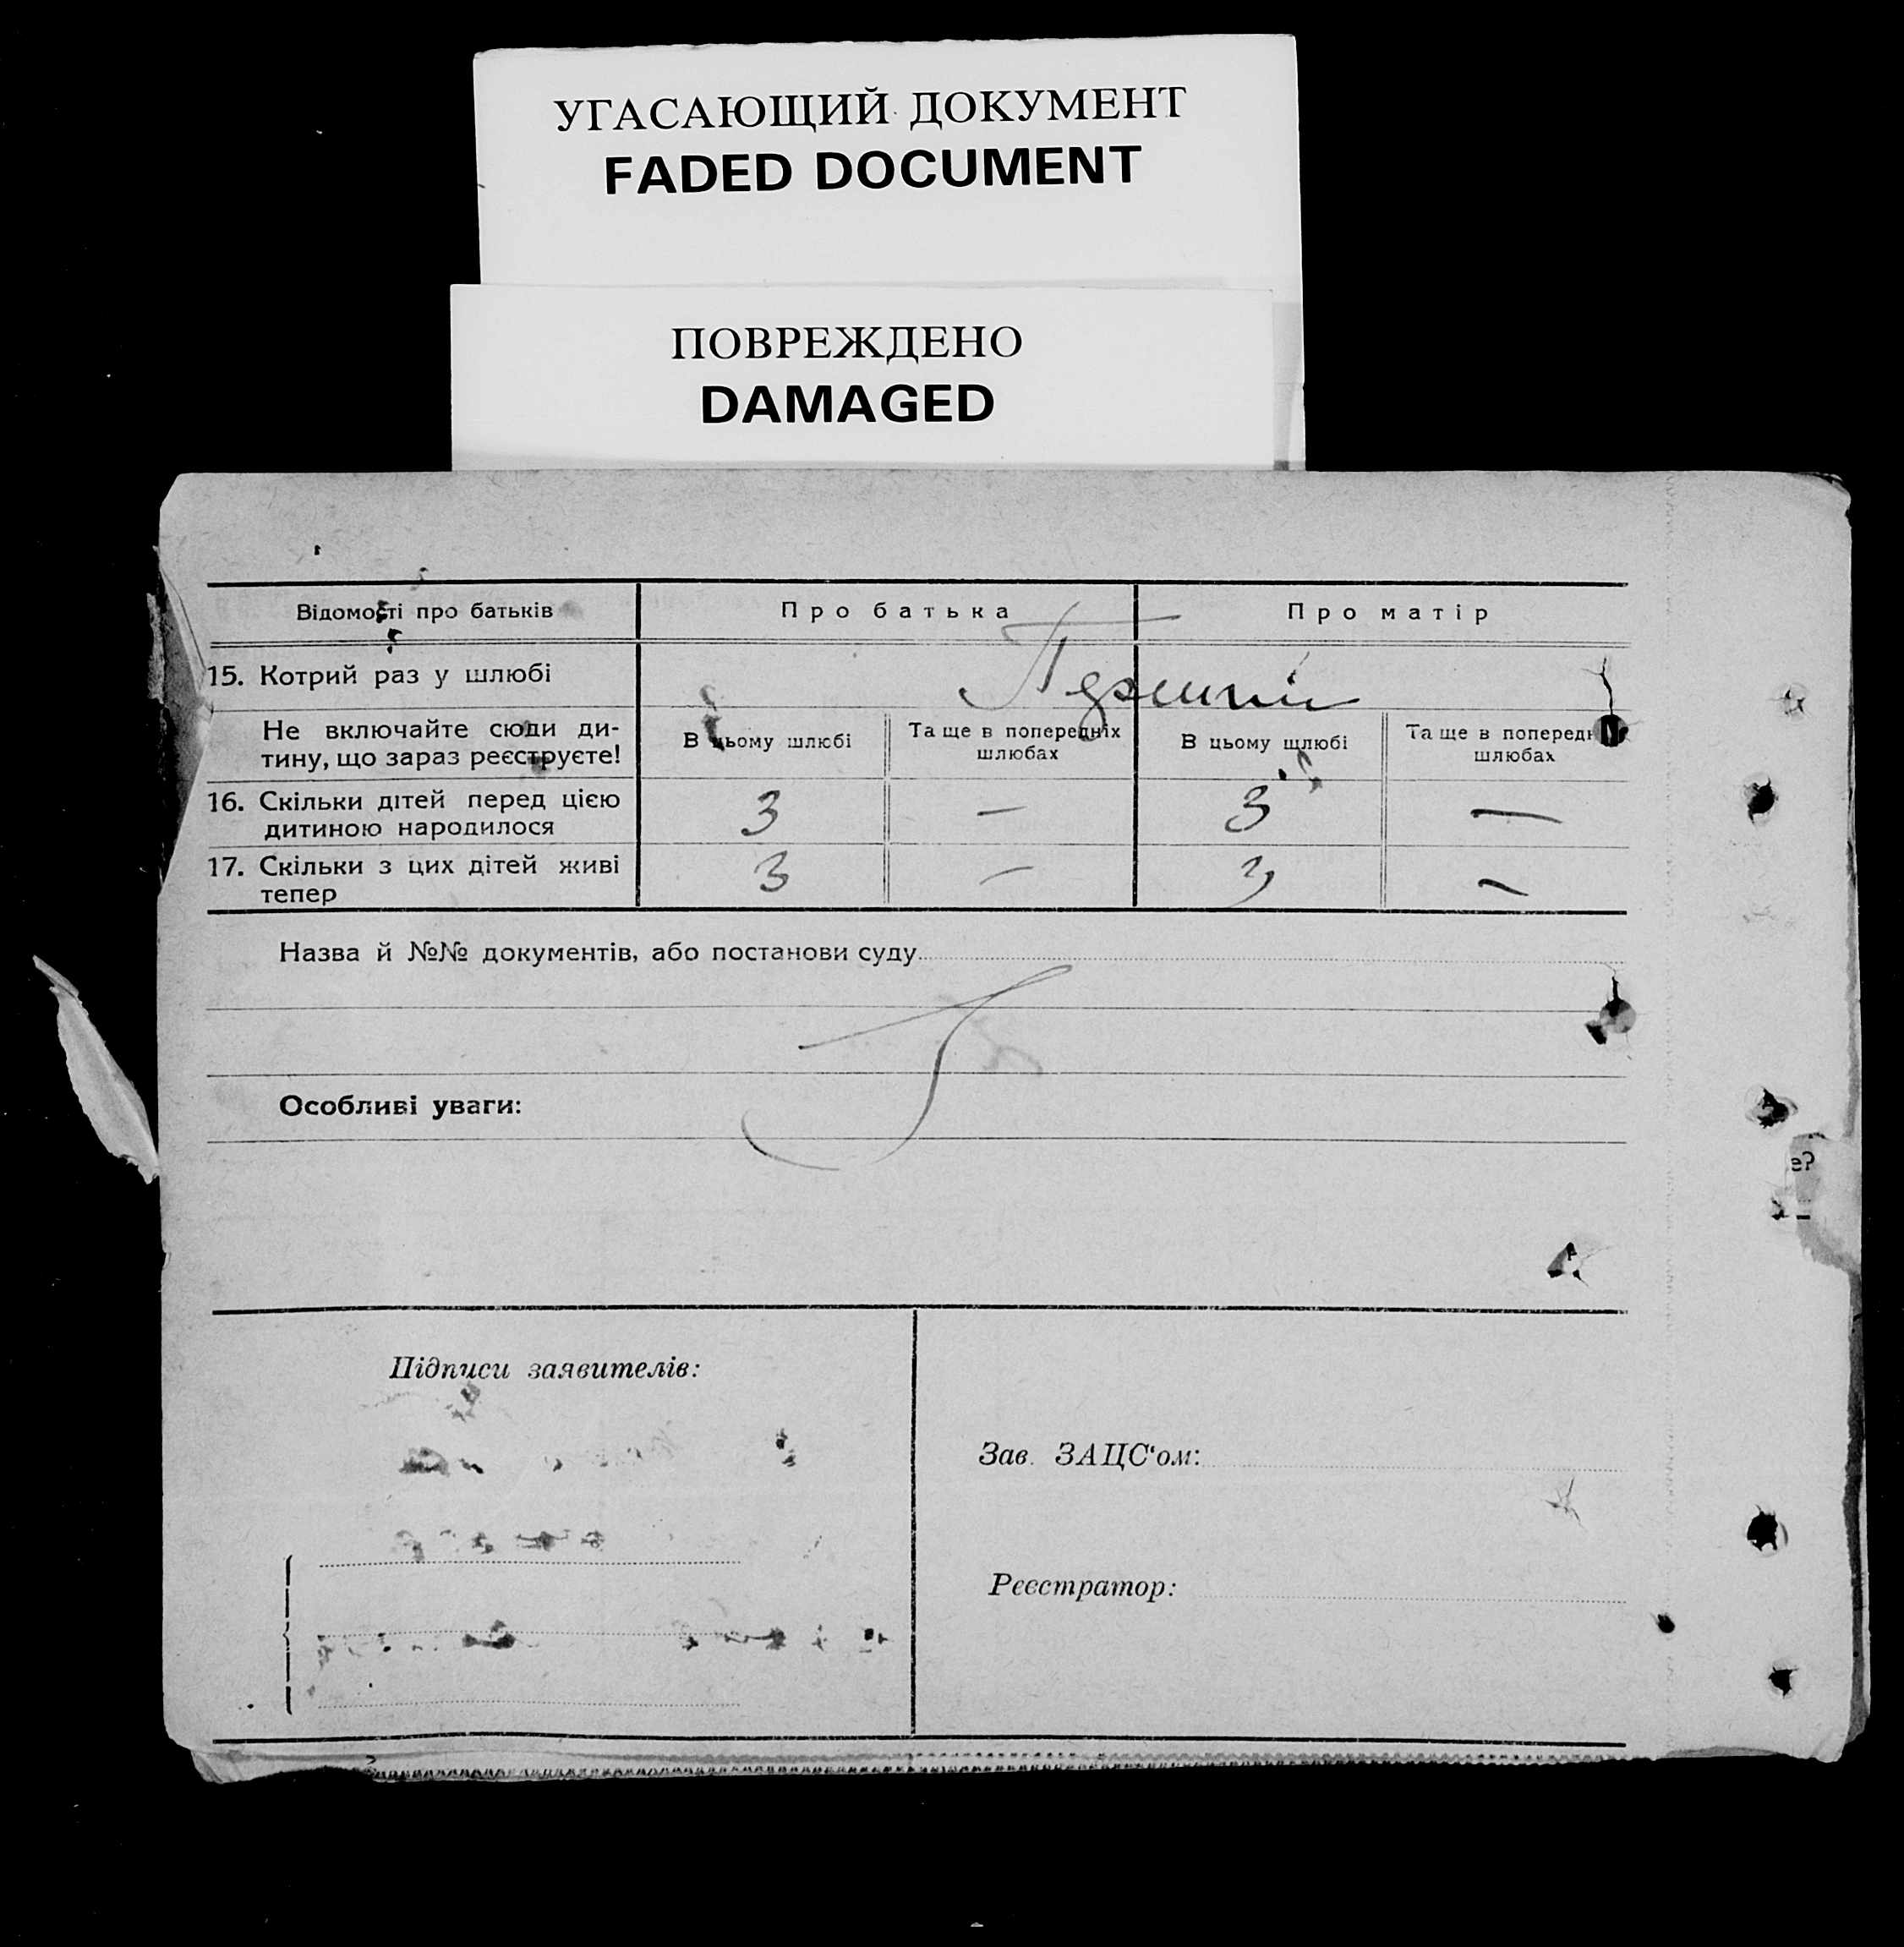 УГАСАЮЩИЙ ДОКУМЕНТ
FADED DOCUMENT
ПОВРЕЖДЕНО
DAMAGED
Відомості про батьків
Про батька
Про матір
15. Котрий раз у шлюбі
Перший
Не включайте сюди ди-
тину, що зараз реєструєте!
В цьому шлюбі
Та ще в попередніх
шлюбах
В цьому шлюбі
Та ще в поперед
шлюбах
16. Скільки дітей перед цією
дитиною народилося
3 — 3 —
17. Скільки з цих дітей живі
тепер
3 — 3 —
Назва й №№ документів, або постанови суду
Особливі уваги:
е?
Підписи заявителів:
Зав. ЗАЦС‘ом:
Реєстратор: